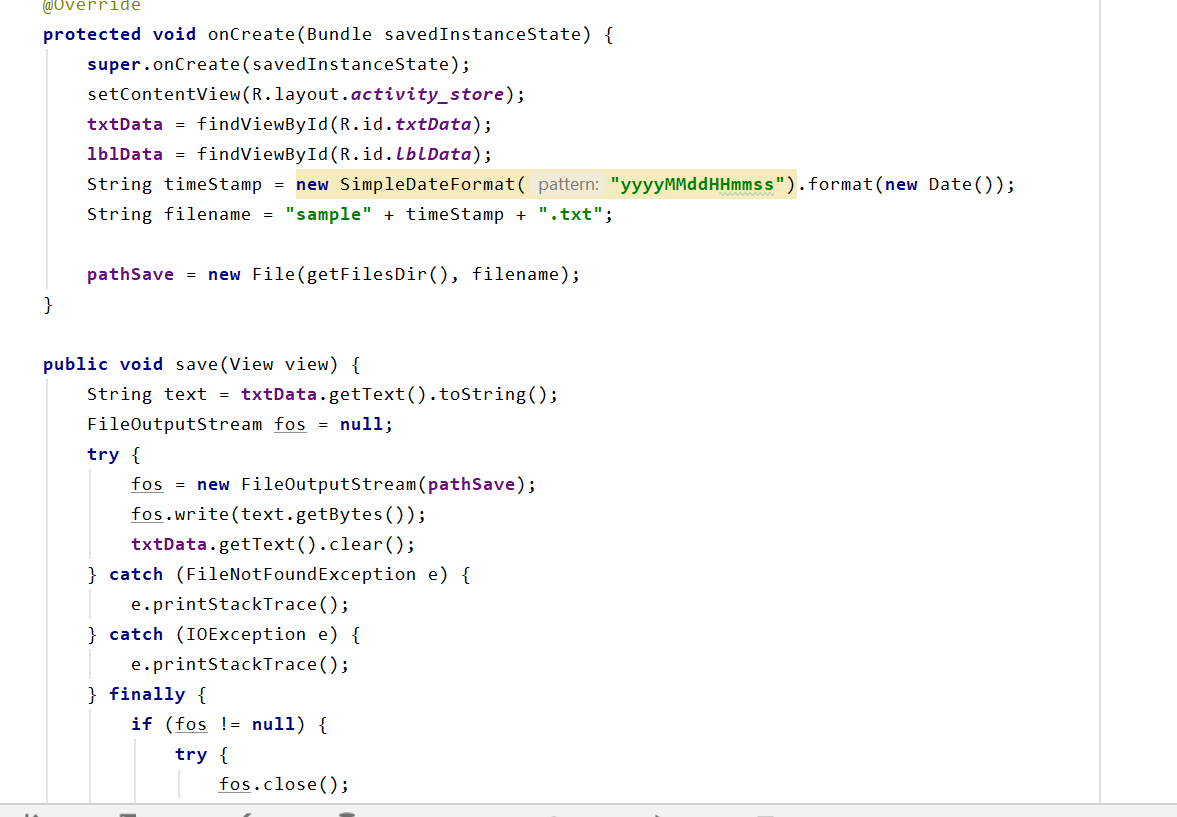 @Override
protected void onCreate(Bundle savedInstanceState) {
super.onCreate(savedInstanceState);
setContentView(R.layout.activity_store);
txtData = findViewById(R.id.txtData);
lblData = findViewById(R.id.lblData);
String timeStamp = new SimpleDateFormat( pattern: "yyyyMMddHHmmss").format(new Date());
String filename = "sample" + timeStamp + ".txt";
pathSave = new File(getFilesDir(), filename);
}
public void save(View view) {
String text = txtData.getText().toString();
FileOutputStream fos = null;
try {
fos = new FileOutputStream(pathSave);
fos.write(text.getBytes());
txtData.getText().clear();
} catch (FileNotFoundException e) {
e.printStackTrace();
} catch (IOException e) {
e.printStackTrace();
} finally {
if (fos != null) {
try {
fos.close();